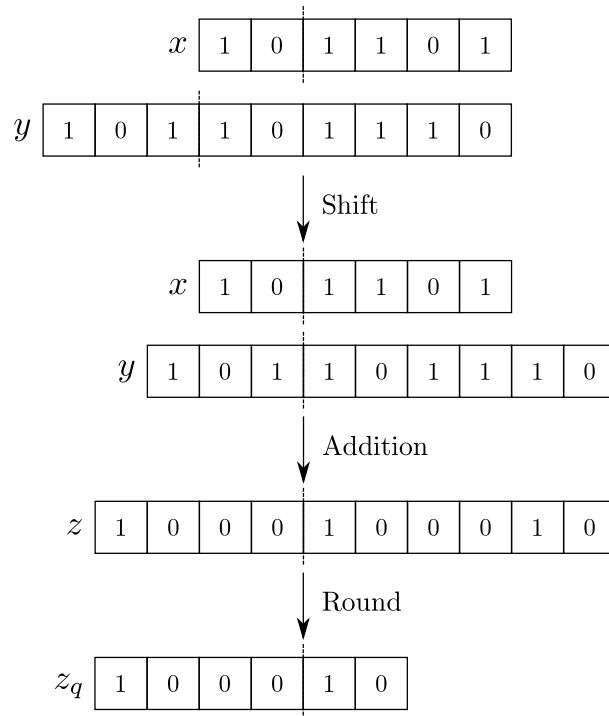 x 1 0 1 1 0 1
y 1 0 1 1 0 1 1 1 0
Shift
x 1 0 1 1 0 1
y 1 0 1 1 0 1 1 1 0
Addition
z 1 0 0 0 1 0 0 0 1 0
Round
z_q 1 0 0 0 1 0